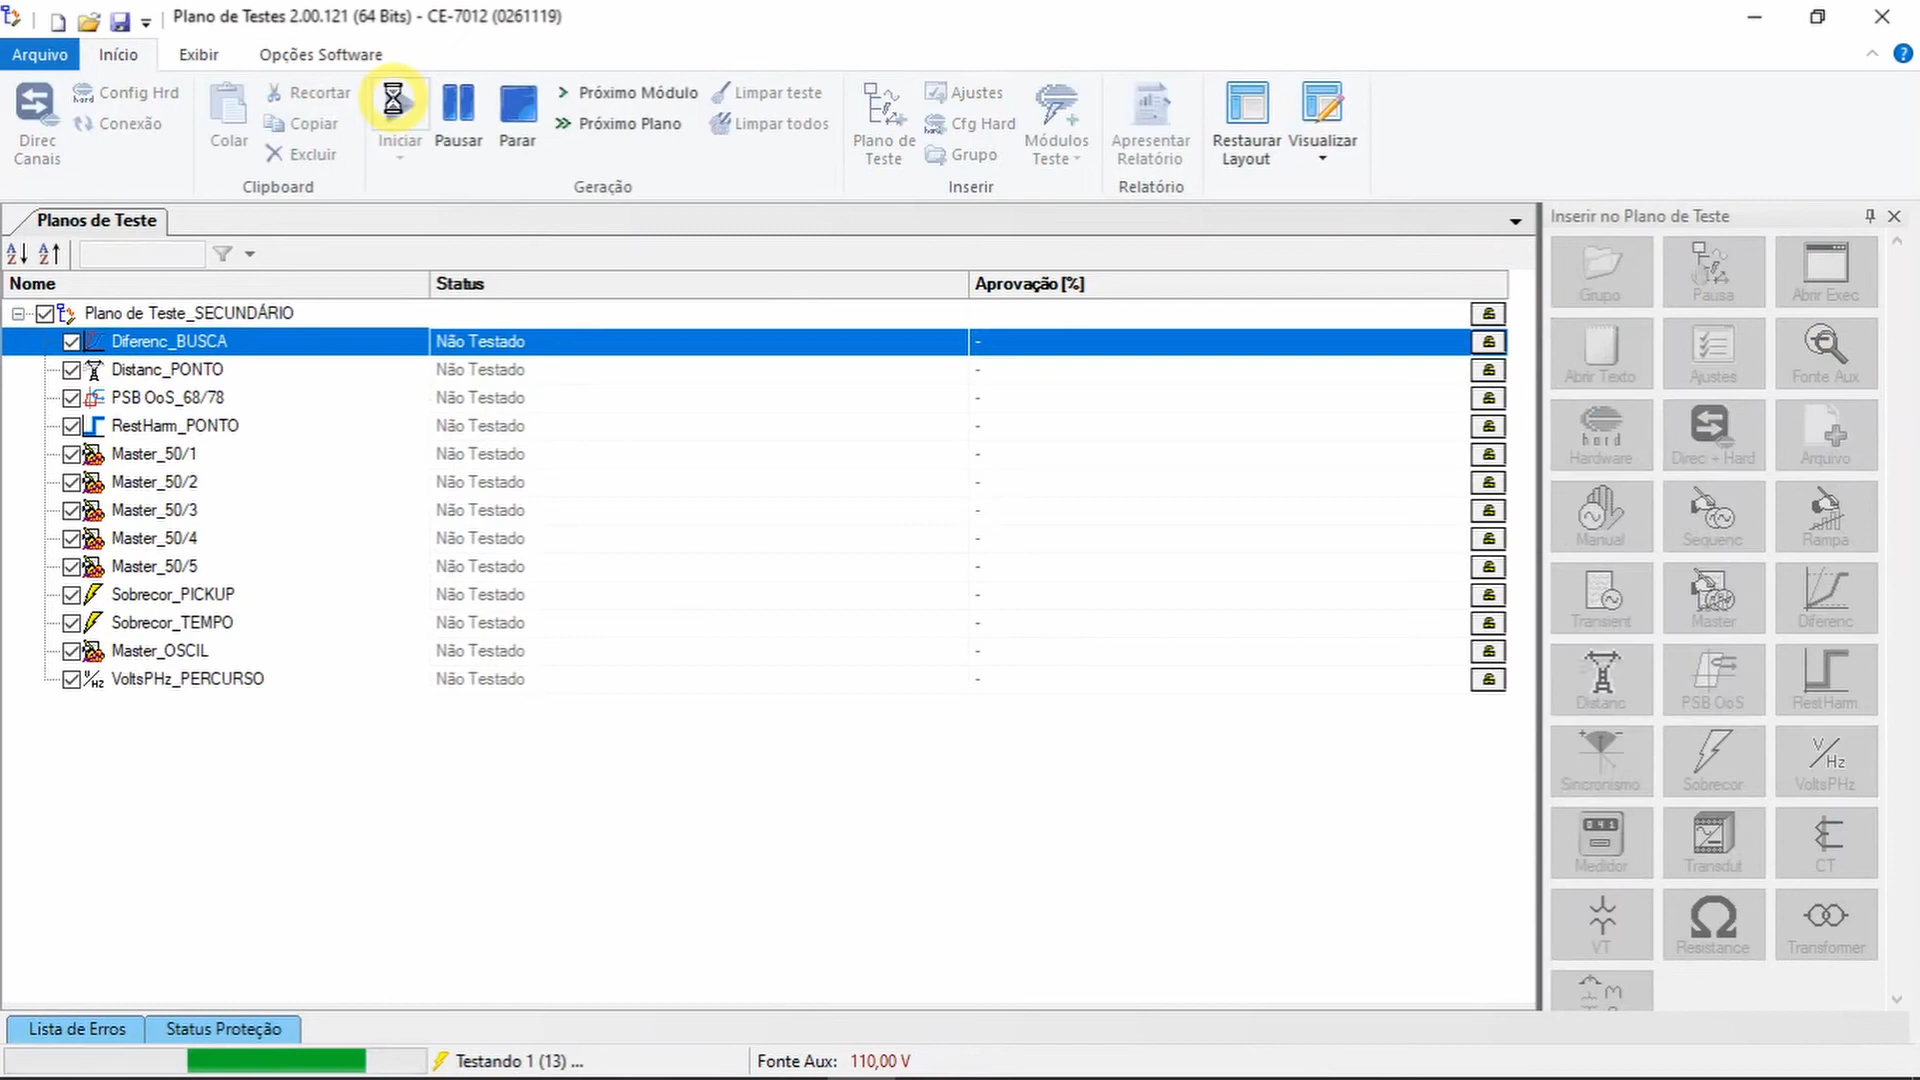 Plano de Testes 2.00.121 (64 Bits) - CE-7012 (0261119)
Arquivo
Início
Exibir
Opções Software
Direc Canais
Config Hrd
Conexão
Colar
Recortar
Copiar
Excluir
Clipboard
Iniciar
Pausar
Parar
Próximo Módulo
Próximo Plano
Limpar teste
Limpar todos
Geração
Plano de Teste
Ajustes
Cfg Hard
Grupo
Módulos Teste
Inserir
Apresentar Relatório
Relatório
Restaurar Layout
Visualizar
Planos de Teste
Inserir no Plano de Teste
Nome Status Aprovação [%]
Plano de Teste_SECUNDÁRIO
Diferenc_BUSCA Não Testado -
Distanc_PONTO Não Testado -
PSB OoS_68/78 Não Testado -
RestHarm_PONTO Não Testado -
Master_50/1 Não Testado -
Master_50/2 Não Testado -
Master_50/3 Não Testado -
Master_50/4 Não Testado -
Master_50/5 Não Testado -
Sobrecor_PICKUP Não Testado -
Sobrecor_TEMPO Não Testado -
Master_OSCIL Não Testado -
VoltsPHz_PERCURSO Não Testado -
Grupo Pausa Abrir Exec
Abrir Texto Ajustes Fonte Aux
Hardware Direc + Hard Arquivo
Manual Sequenc Rampa
Transient Master Diferenc
Distanc PSB OoS RestHarm
Sincronismo Sobrecor VoltsPHz
Medidor Transdut CT
VT Resistance Transformer
Lista de Erros
Status Proteção
Testando 1 (13) ...
Fonte Aux: 110,00 V